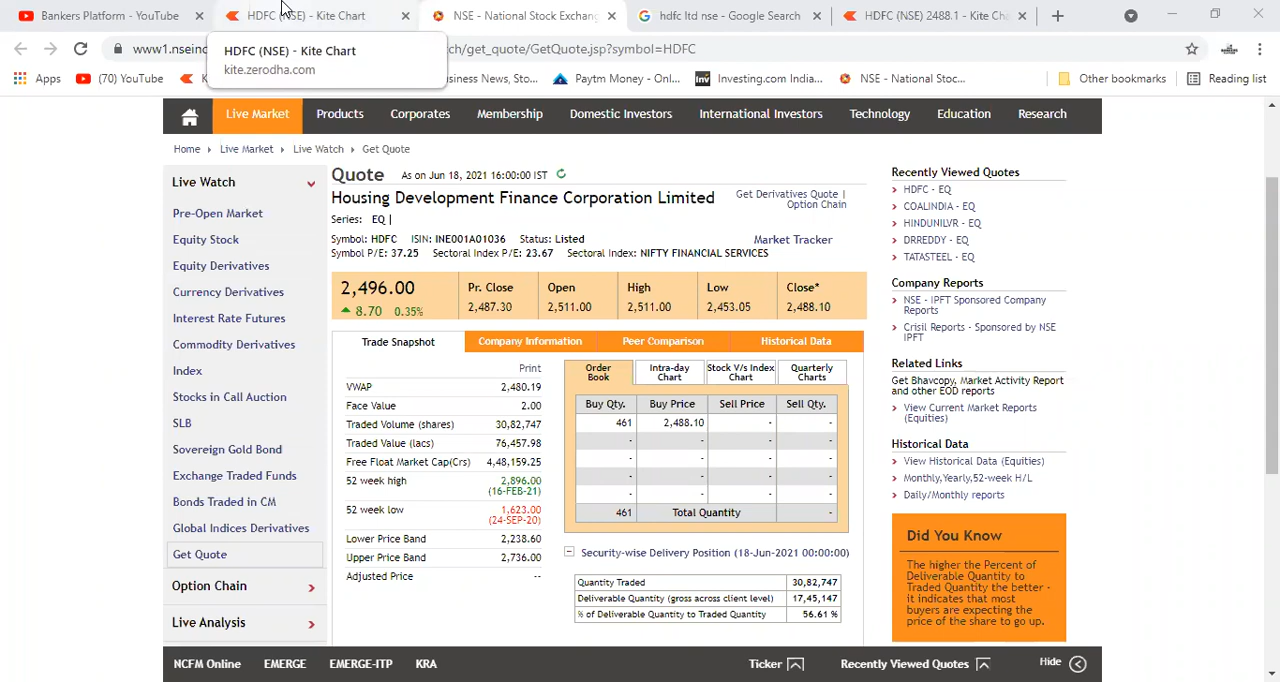 Bankers Platform - YouTube
HDFC (NSE) - Kite Chart
NSE - National Stock Exchang
hdfc ltd nse - Google Search
HDFC (NSE) 2488.1 - Kite Cha
HDFC (NSE) - Kite Chart
kite.zerodha.com
www1.nseind
ch/get_quote/GetQuote.jsp?symbol=HDFC
Apps
(70) YouTube
usiness News, Sto...
Paytm Money - Onl...
Inv
Investing.com India...
NSE - National Stoc...
Other bookmarks
Reading list
Live Market
Products
Corporates
Membership
Domestic Investors
International Investors
Technology
Education
Research
Home
Live Market
Live Watch
Get Quote
Live Watch
Pre-Open Market
Equity Stock
Equity Derivatives
Currency Derivatives
Interest Rate Futures
Commodity Derivatives
Index
Stocks in Call Auction
SLB
Sovereign Gold Bond
Exchange Traded Funds
Bonds Traded in CM
Global Indices Derivatives
Get Quote
Option Chain
Live Analysis
Quote As on Jun 18, 2021 16:00:00 IST
Housing Development Finance Corporation Limited
Get Derivatives Quote |
Option Chain
Series: EQ |
Symbol: HDFC ISIN: INE001A01036 Status: Listed
Market Tracker
Symbol P/E: 37.25 Sectoral Index P/E: 23.67 Sectoral Index: NIFTY FINANCIAL SERVICES
2,496.00
8.70 0.35%
Pr. Close
2,487.30
Open
2,511.00
High
2,511.00
Low
2,453.05
Close*
2,488.10
Trade Snapshot
Company Information
Peer Comparison
Historical Data
Print
VWAP 2,480.19
Face Value 2.00
Traded Volume (shares) 30,82,747
Traded Value (lacs) 76,457.98
Free Float Market Cap(Crs) 4,48,159.25
52 week high 2,896.00
(16-FEB-21)
52 week low 1,623.00
(24-SEP-20)
Lower Price Band 2,238.60
Upper Price Band 2,736.00
Adjusted Price --
Order
Book
Intra-day
Chart
Stock V/s Index
Chart
Quarterly
Charts
Buy Qty. Buy Price Sell Price Sell Qty.
461 2,488.10 - -
- - - -
- - - -
- - - -
- - - -
461 Total Quantity -
Security-wise Delivery Position (18-Jun-2021 00:00:00)
Quantity Traded 30,82,747
Deliverable Quantity (gross across client level) 17,45,147
% of Deliverable Quantity to Traded Quantity 56.61 %
Recently Viewed Quotes
HDFC - EQ
COALINDIA - EQ
HINDUNILVR - EQ
DRREDDY - EQ
TATASTEEL - EQ
Company Reports
NSE - IPFT Sponsored Company
Reports
Crisil Reports - Sponsored by NSE
IPFT
Related Links
Get Bhavcopy, Market Activity Report
and other EOD reports
View Current Market Reports
(Equities)
Historical Data
View Historical Data (Equities)
Monthly,Yearly,52-week H/L
Daily/Monthly reports
Did You Know
The higher the Percent of
Deliverable Quantity to
Traded Quantity the better -
it indicates that most
buyers are expecting the
price of the share to go up.
NCFM Online
EMERGE
EMERGE-ITP
KRA
Ticker
Recently Viewed Quotes
Hide